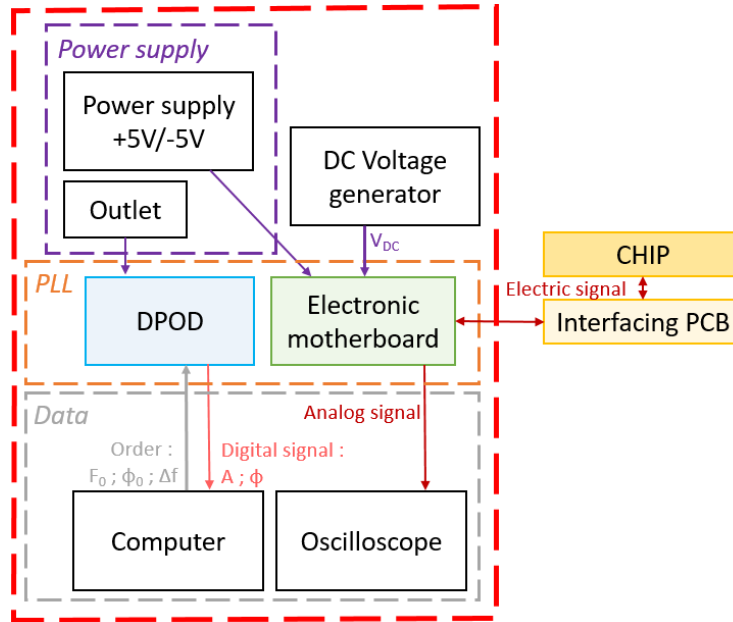 Power supply
Power supply
+5V/-5V
DC Voltage
generator
Outlet
V_DC
CHIP
PLL
Electric signal
DPOD
Electronic
motherboard
Interfacing PCB
Data
Analog signal
Order :
F₀ ; ϕ₀ ; Δf
Digital signal :
A ; ϕ
Computer
Oscilloscope